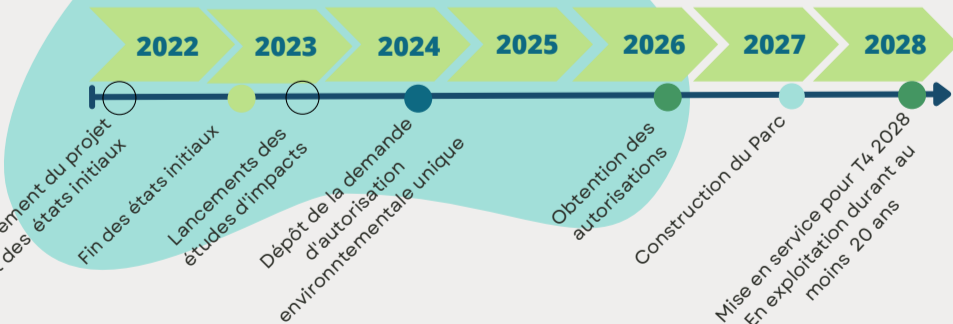 2022 2023 2024 2025 2026 2027 2028
ement du projet
des états initiaux
Fin des états initiaux
Lancements des
études d'impacts
Dépôt de la demande
d'autorisation
environntementale unique
Obtention des
autorisations
Construction du Parc
Mise en service pour T4 2028
En exploitation durant au
moins 20 ans